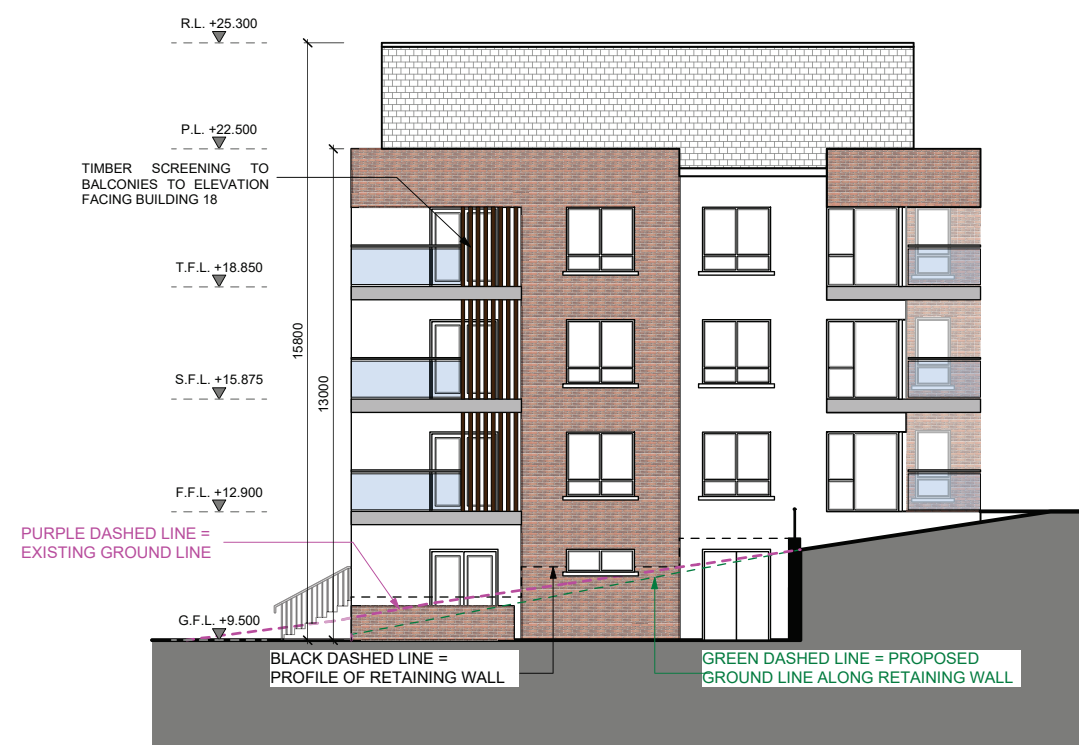 R.L. +25.300
P.L. +22.500
TIMBER SCREENING TO
BALCONIES TO ELEVATION
FACING BUILDING 18
T.F.L. +18.850
15800
S.F.L. +15.875
13000
F.F.L. +12.900
PURPLE DASHED LINE =
EXISTING GROUND LINE
G.F.L. +9.500
BLACK DASHED LINE =
PROFILE OF RETAINING WALL
GREEN DASHED LINE = PROPOSED
GROUND LINE ALONG RETAINING WALL